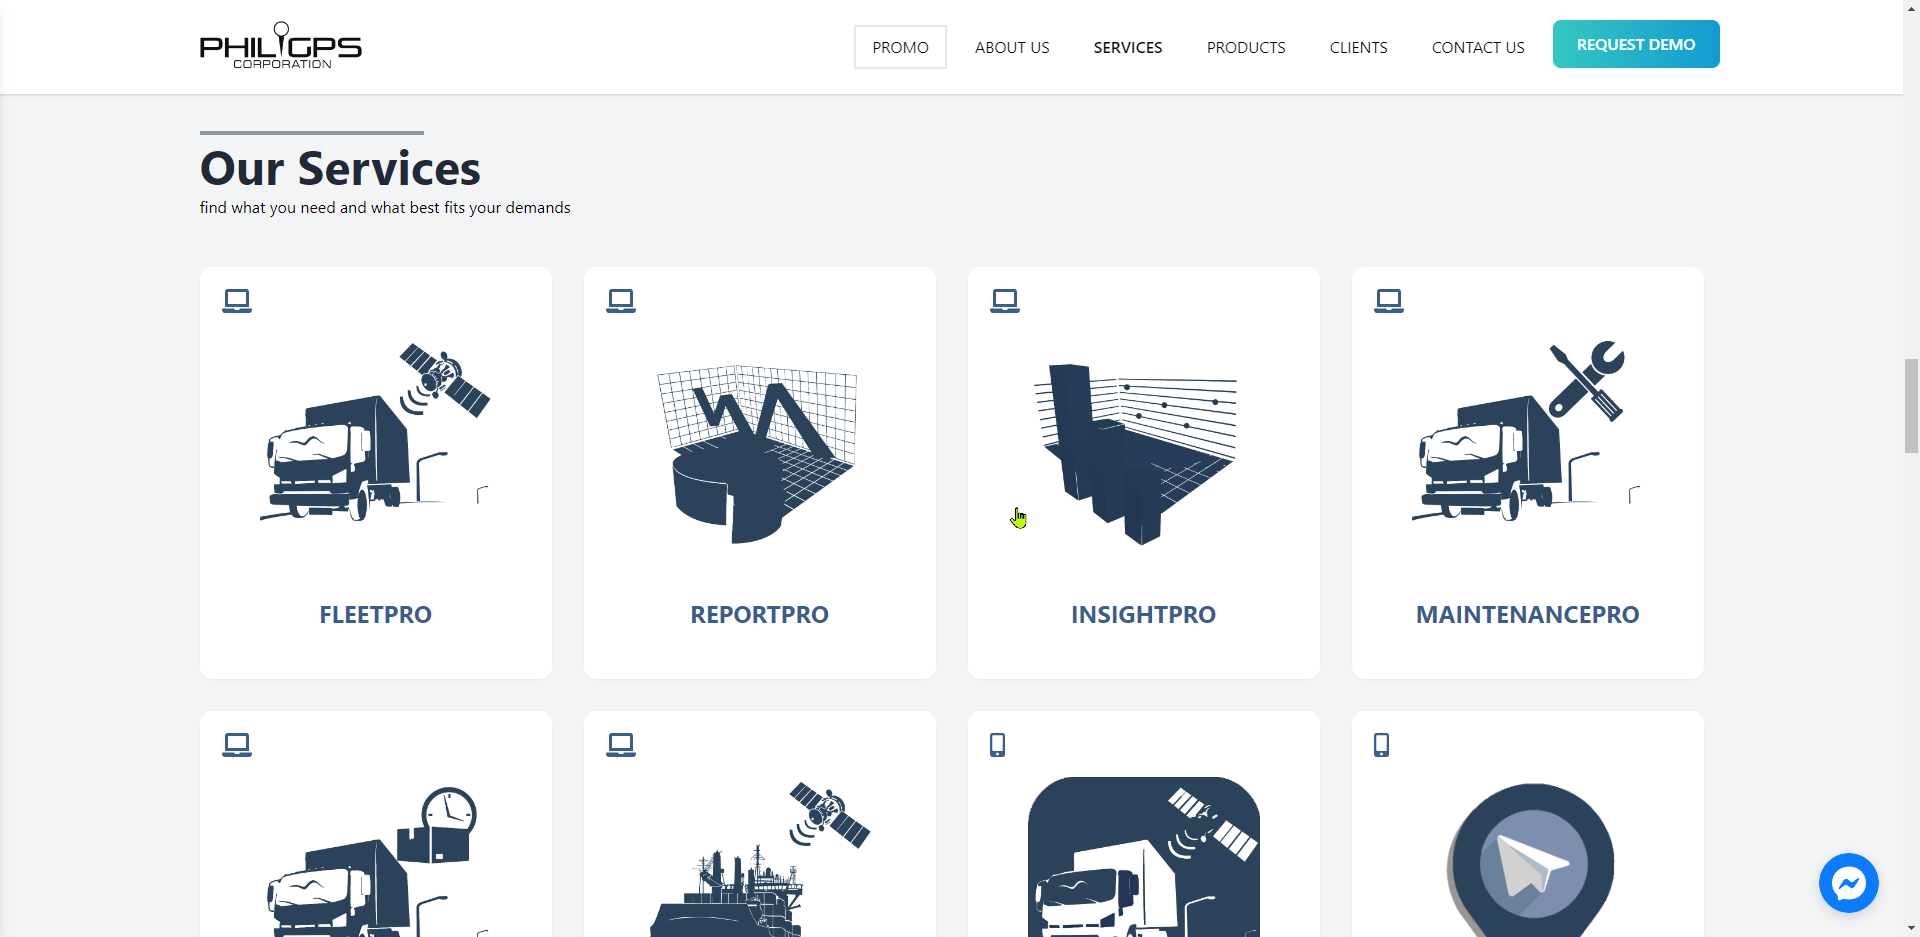 PHILGPS
CORPORATION
PROMO
ABOUT US
SERVICES
PRODUCTS
CLIENTS
CONTACT US
REQUEST DEMO
Our Services
find what you need and what best fits your demands
FLEETPRO
REPORTPRO
INSIGHTPRO
MAINTENANCEPRO